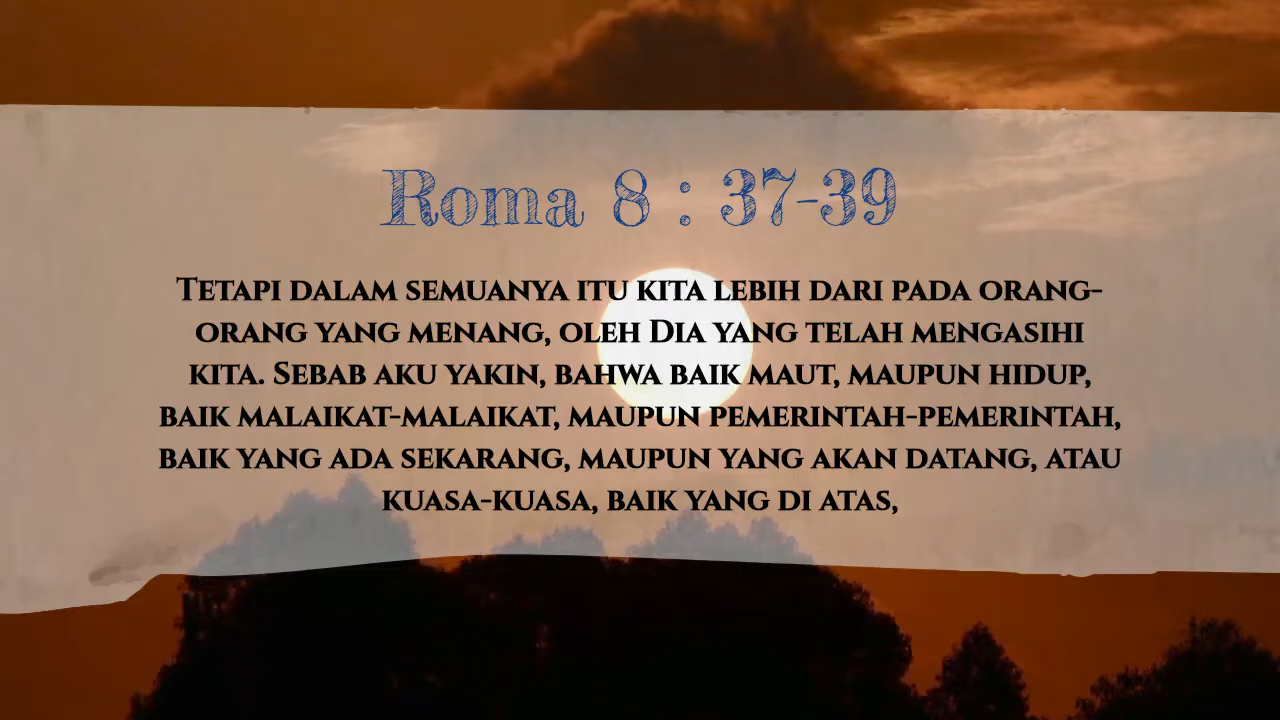 Roma 8 : 37-39
Tetapi dalam semuanya itu kita lebih dari pada orang-
orang yang menang, oleh Dia yang telah mengasihi
kita. Sebab aku yakin, bahwa baik maut, maupun hidup,
baik malaikat-malaikat, maupun pemerintah-pemerintah,
baik yang ada sekarang, maupun yang akan datang, atau
kuasa-kuasa, baik yang di atas,